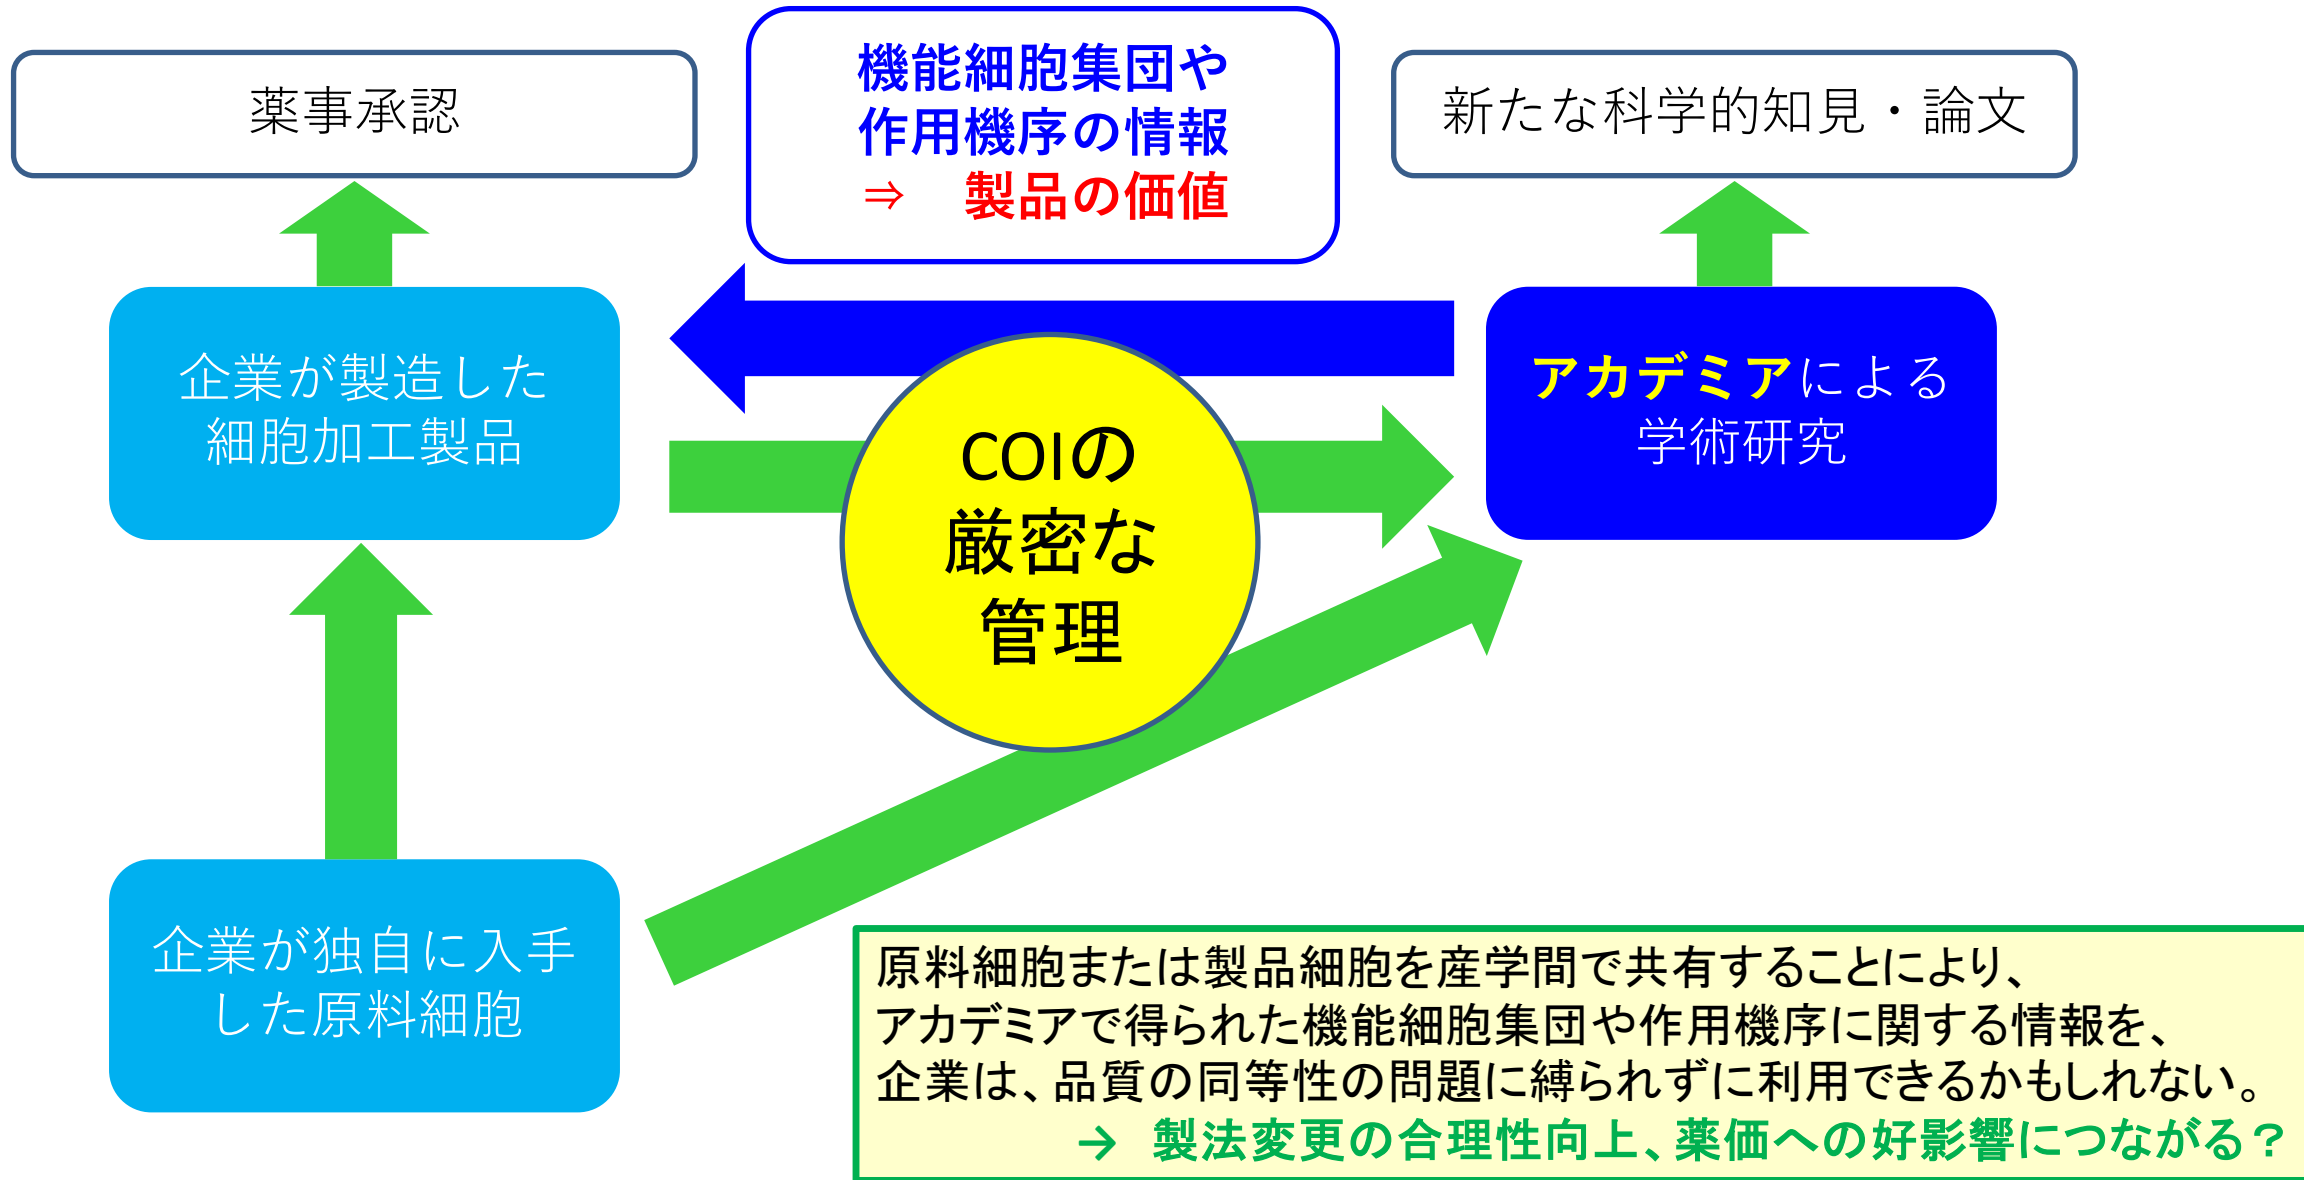 薬事承認
機能細胞集団や
作用機序の情報
⇒　製品の価値
新たな科学的知見・論文
企業が製造した
細胞加工製品
アカデミアによる
学術研究
COIの
厳密な
管理
企業が独自に入手
した原料細胞
原料細胞または製品細胞を産学間で共有することにより、
アカデミアで得られた機能細胞集団や作用機序に関する情報を、
企業は、品質の同等性の問題に縛られずに利用できるかもしれない。
→　製法変更の合理性向上、薬価への好影響につながる？